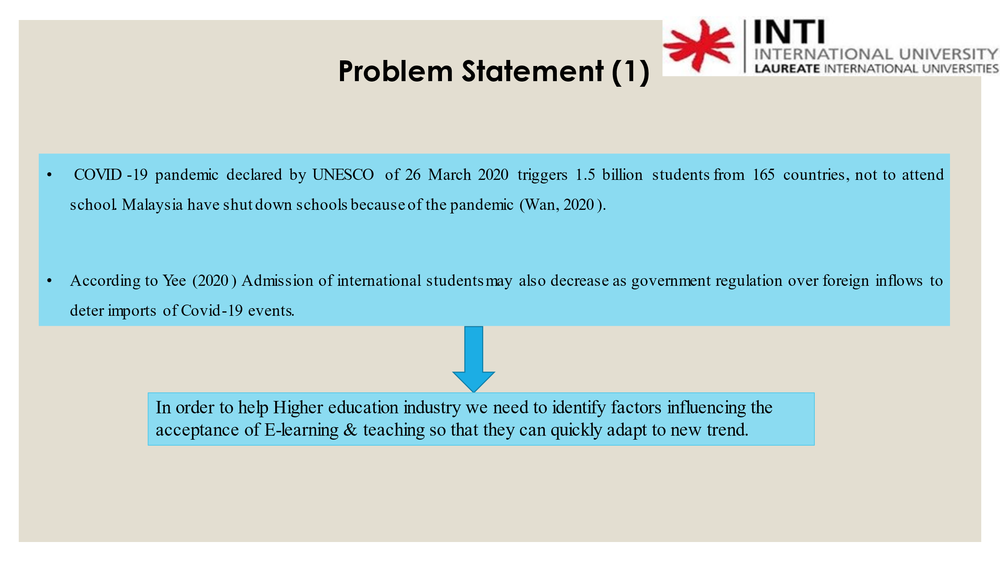 INTI
INTERNATIONAL UNIVERSITY
LAUREATE INTERNATIONAL UNIVERSITIES
Problem Statement (1)
• COVID -19 pandemic declared by UNESCO of 26 March 2020 triggers 1.5 billion students from 165 countries, not to attend
school. Malaysia have shut down schools because of the pandemic (Wan, 2020 ).
• According to Yee (2020 ) Admission of international students may also decrease as government regulation over foreign inflows to
deter imports of Covid-19 events.
In order to help Higher education industry we need to identify factors influencing the
acceptance of E-learning & teaching so that they can quickly adapt to new trend.